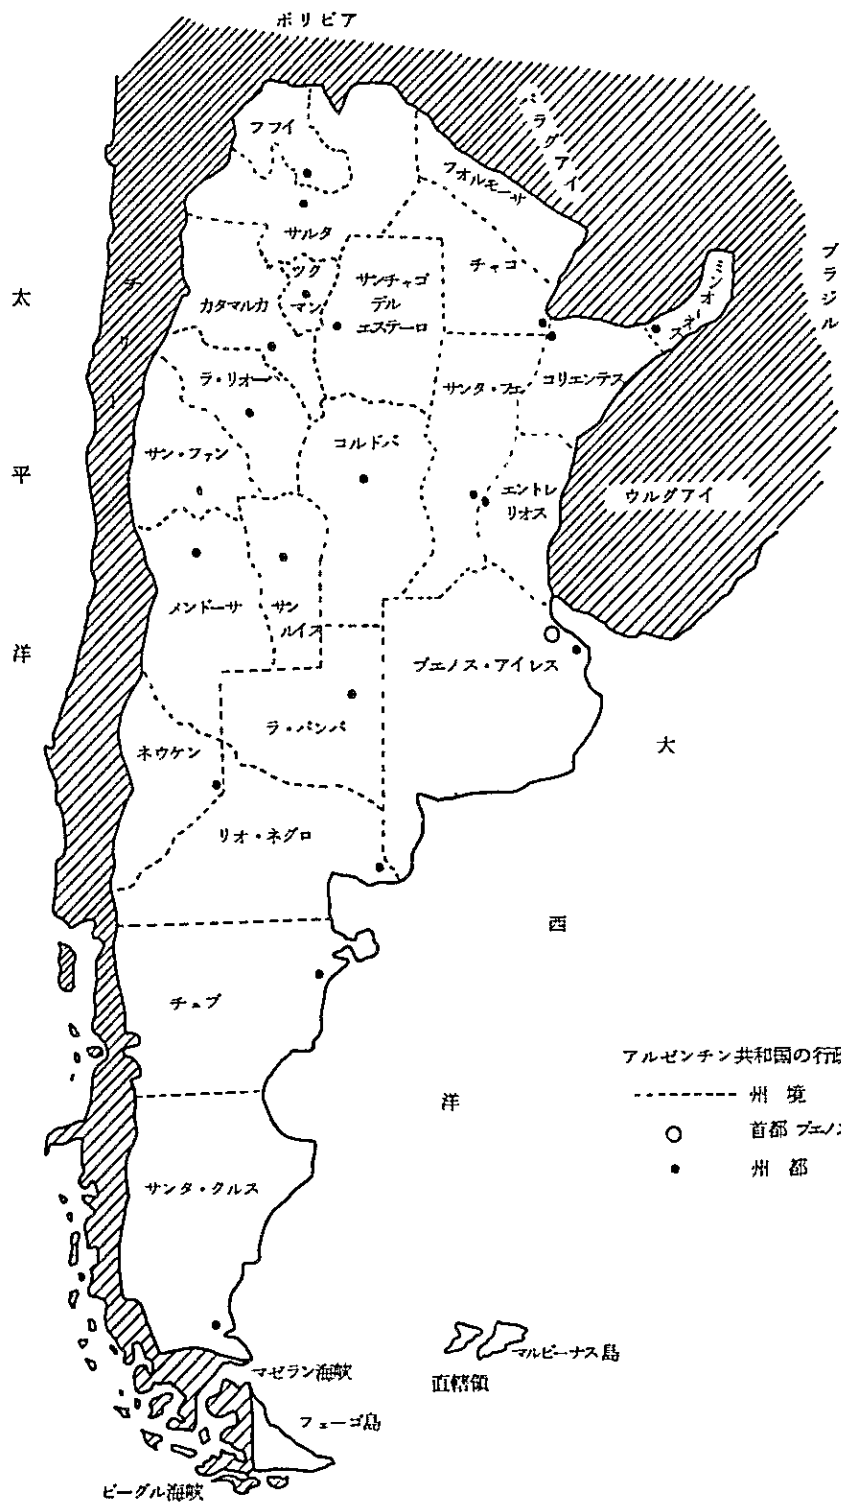 ボリビア
パラグアイ
ブラジル
フフイ
フォルモーサ
サルタ
チャコ
ミシオネース
ツク
マン
サンチャゴ
デル
エステーロ
カタマルカ
チリー
太平洋
ラ・リオーハ
サンタ・フェ
コリエンテス
サン・ファン
コルドバ
エントレ
リオス
ウルグアイ
メンドーサ
サン
ルイス
ブエノス・アイレス
ラ・パンパ
ネウケン
大西洋
リオ・ネグロ
チュブ
アルゼンチン共和国の行政
州境
首都 ブエノ
州都
サンタ・クルス
マゼラン海峡
マルビーナス島
直轄領
フェーゴ島
ビーグル海峡